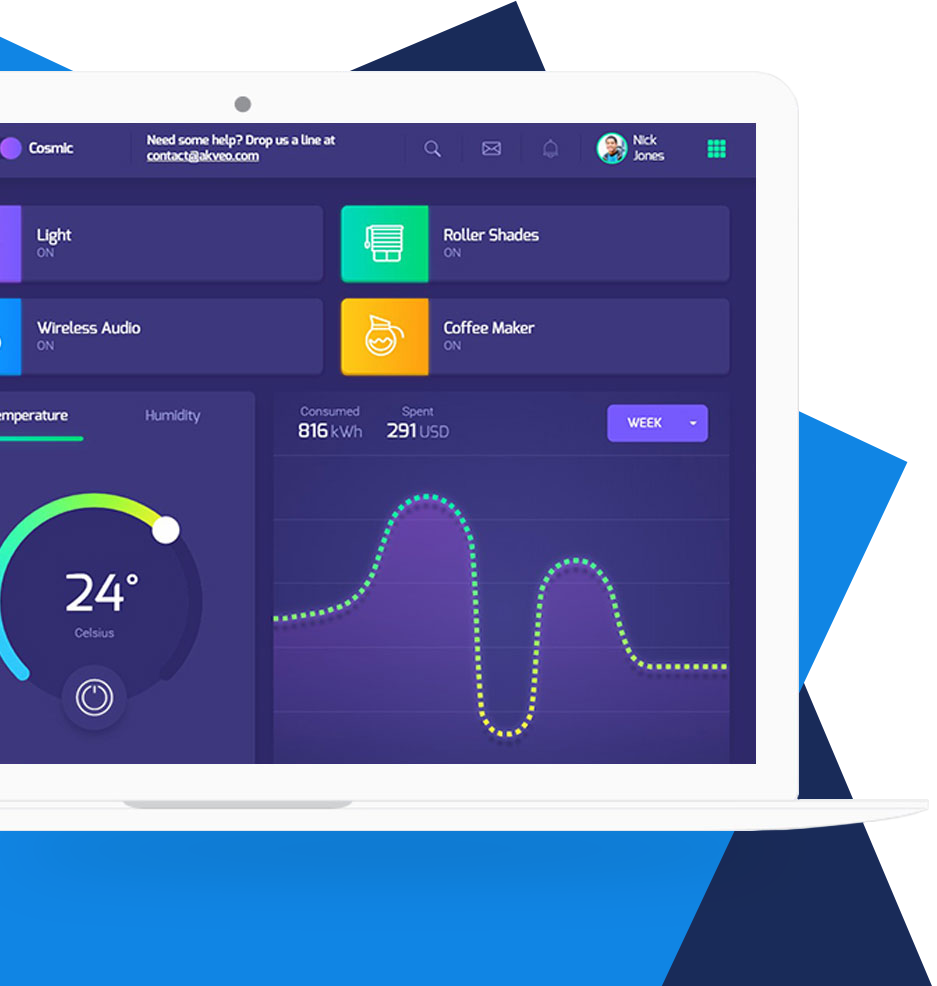 Cosmic
Need some help? Drop us a line at
contact@akveo.com
Nick
Jones
Light
ON
Roller Shades
ON
Wireless Audio
ON
Coffee Maker
ON
emperature
Humidity
Consumed
816 kWh
Spent
291 USD
WEEK
24°
Celsius